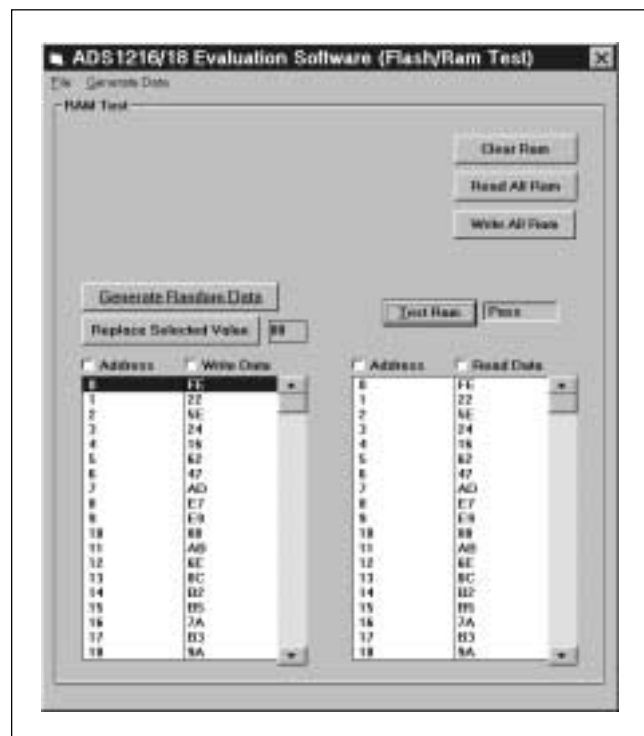 ADS1216/18 Evaluation Software (Flash/Ram Test)
File Generate Data
RAM Test
Clear Ram
Read All Ram
Write All Ram
Generate Random Data
Replace Selected Value
Test Ram Pass
Address Write Data Address Read Data
0 FE 0 FE
1 22 1 22
2 5E 2 5E
3 24 3 24
4 16 4 16
5 62 5 62
6 47 6 47
7 AD 7 AD
8 E7 8 E7
9 E9 9 E9
10 10
11 AB 11 AB
12 6E 12 6E
13 13
14 B2 14 B2
15 B5 15 B5
16 7A 16 7A
17 B3 17 B3
18 9A 18 9A